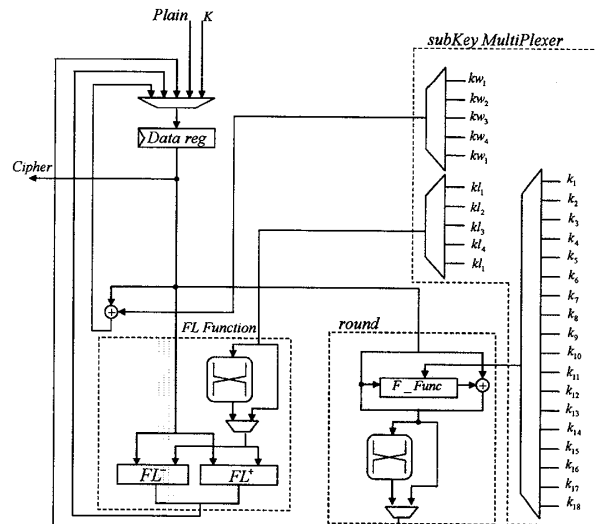 Plain K
subKey MultiPlexer
kw₁
kw₂
kw₃
kw₄
kw₁
Data reg
Cipher
kl₁
kl₂
kl₃
kl₄
kl₁
k₁
k₂
k₃
k₄
k₅
k₆
k₇
k₈
k₉
k₁₀
k₁₁
k₁₂
k₁₃
k₁₄
k₁₅
k₁₆
k₁₇
k₁₈
FL Function
round
F_Func
FL⁻
FL⁺